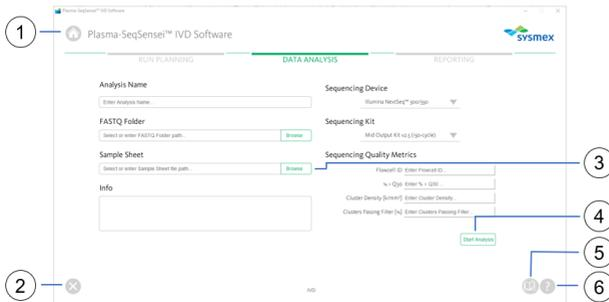 Plasma-SeqSensei™ IVD Software
1
Plasma-SeqSensei™ IVD Software
sysmex
RUN PLANNING
DATA ANALYSIS
REPORTING
Analysis Name
Enter Analysis Name...
FASTQ Folder
Select or enter FASTQ Folder path...
Browse
Sample Sheet
Select or enter Sample Sheet file path...
Browse
Info
Sequencing Device
Illumina NextSeq™ 500/550
Sequencing Kit
Mid Output Kit v2.5 (150-cycle)
Sequencing Quality Metrics
Flowcell ID
Enter Flowcell ID...
% > Q30
Enter % > Q30 ...
Cluster Density [k/mm²]
Enter Cluster Density...
Clusters Passing Filter [%]
Enter Clusters Passing Filter...
Start Analysis
3
4
5
2
IVD
?
6